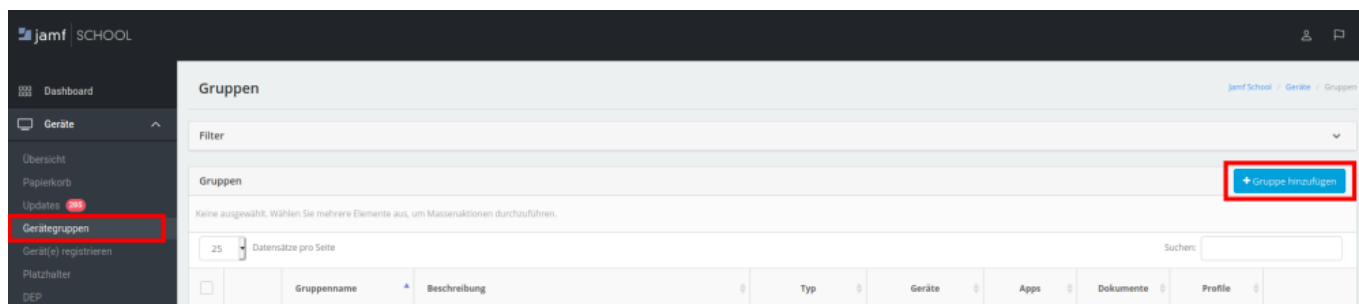 jamf SCHOOL
Dashboard
Geräte
Übersicht
Papierkorb
Updates 265
Gerätegruppen
Gerät(e) registrieren
Platzhalter
DEP
Gruppen
Jamf School / Geräte / Gruppen
Filter
Gruppen
+ Gruppe hinzufügen
Keine ausgewählt. Wählen Sie mehrere Elemente aus, um Massenaktionen durchzuführen.
25 Datensätze pro Seite
Suchen:
Gruppenname Beschreibung Typ Geräte Apps Dokumente Profile